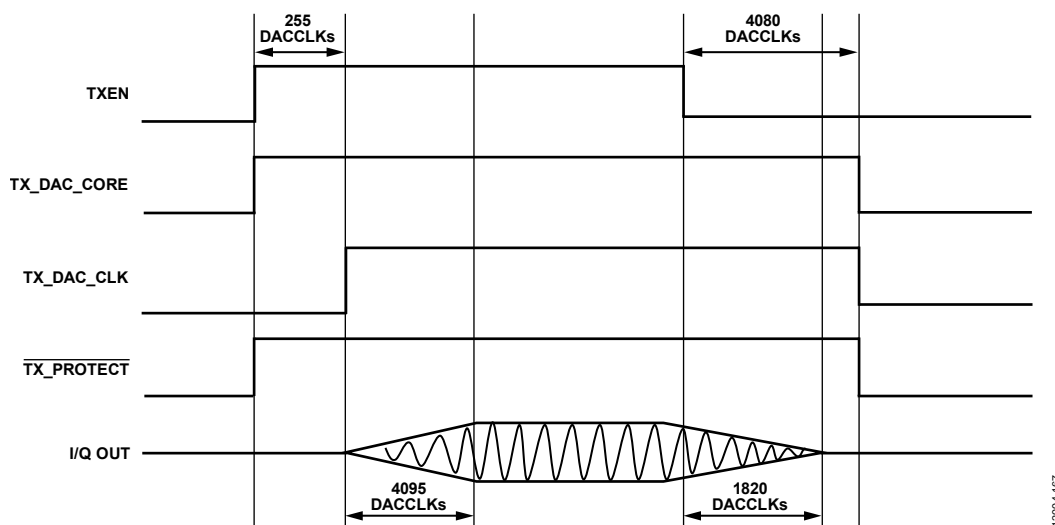 255
DACCLKs
4080
DACCLKs
TXEN
TX_DAC_CORE
TX_DAC_CLK
TX_PROTECT
I/Q OUT
4095
DACCLKs
1820
DACCLKs